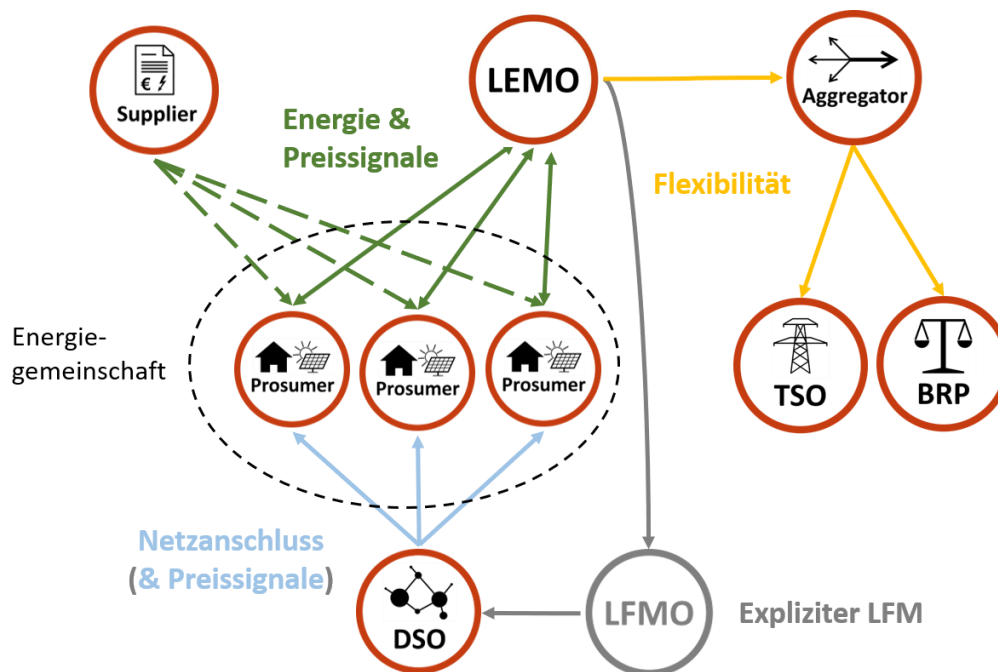 Supplier
LEMO
Aggregator
Energie &
Preissignale
Flexibilität
Energie-
gemeinschaft
Prosumer
Prosumer
Prosumer
TSO
BRP
Netzanschluss
(& Preissignale)
DSO
LFMO
Expliziter LFM